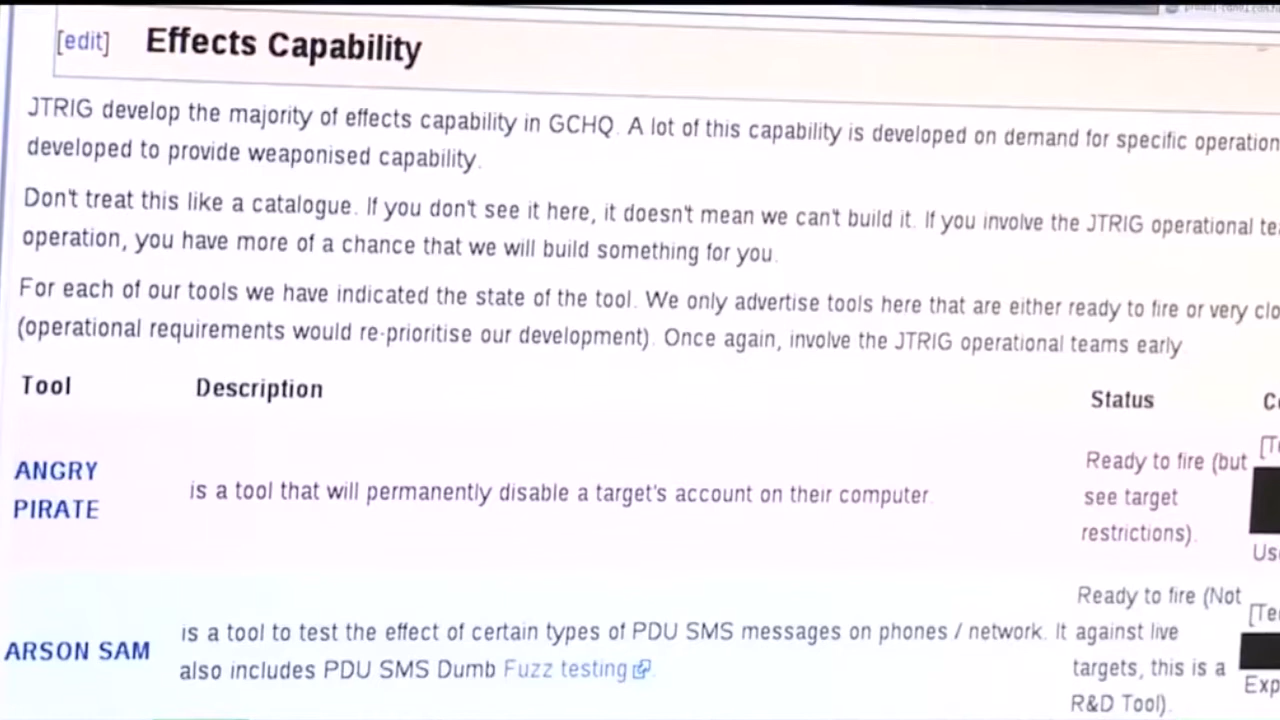 [edit] Effects Capability
JTRIG develop the majority of effects capability in GCHQ. A lot of this capability is developed on demand for specific operation
developed to provide weaponised capability.
Don't treat this like a catalogue. If you don't see it here, it doesn't mean we can't build it. If you involve the JTRIG operational te
operation, you have more of a chance that we will build something for you.
For each of our tools we have indicated the state of the tool. We only advertise tools here that are either ready to fire or very clo
(operational requirements would re-prioritise our development). Once again, involve the JTRIG operational teams early
Tool Description Status
ANGRY
PIRATE
is a tool that will permanently disable a target's account on their computer.
Ready to fire (but
see target
restrictions).
Us
ARSON SAM
is a tool to test the effect of certain types of PDU SMS messages on phones / network. It
also includes PDU SMS Dumb Fuzz testing
Ready to fire (Not
against live
targets, this is a
R&D Tool).
[Te
Exp